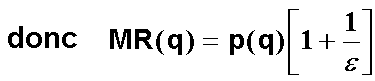 donc MR(q) = p(q)[1 + 1/ε]